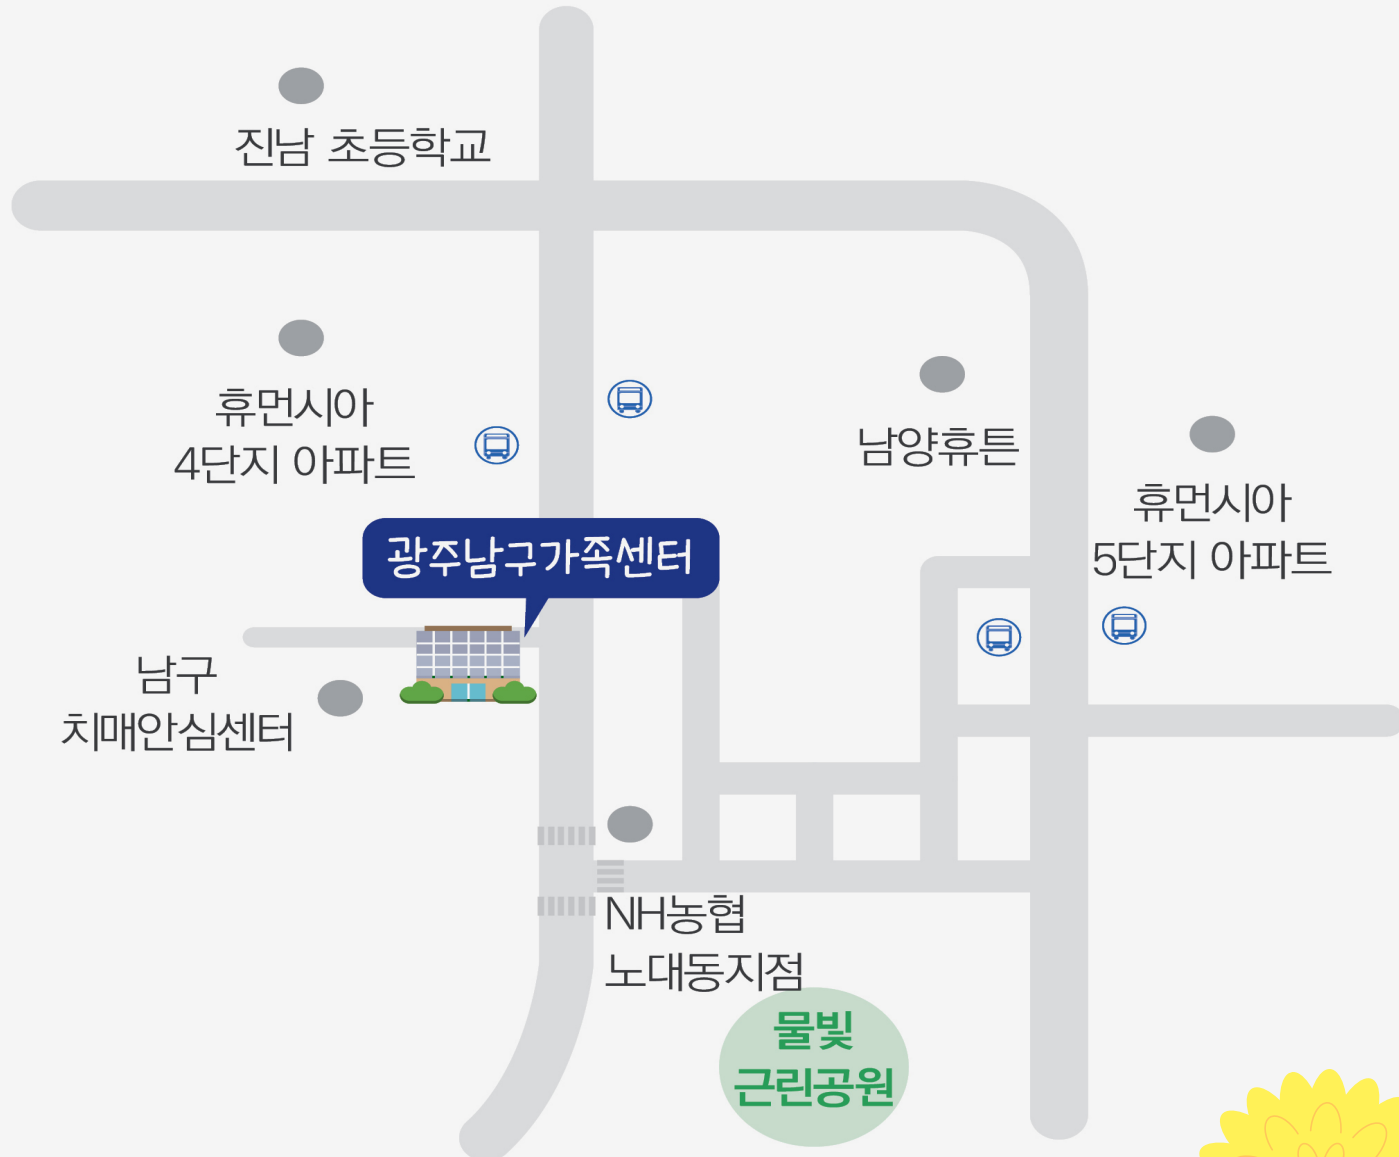 진남 초등학교
휴먼시아
4단지 아파트
남양휴튼
휴먼시아
5단지 아파트
광주남구가족센터
남구
치매안심센터
NH농협
노대동지점
물빛
근린공원